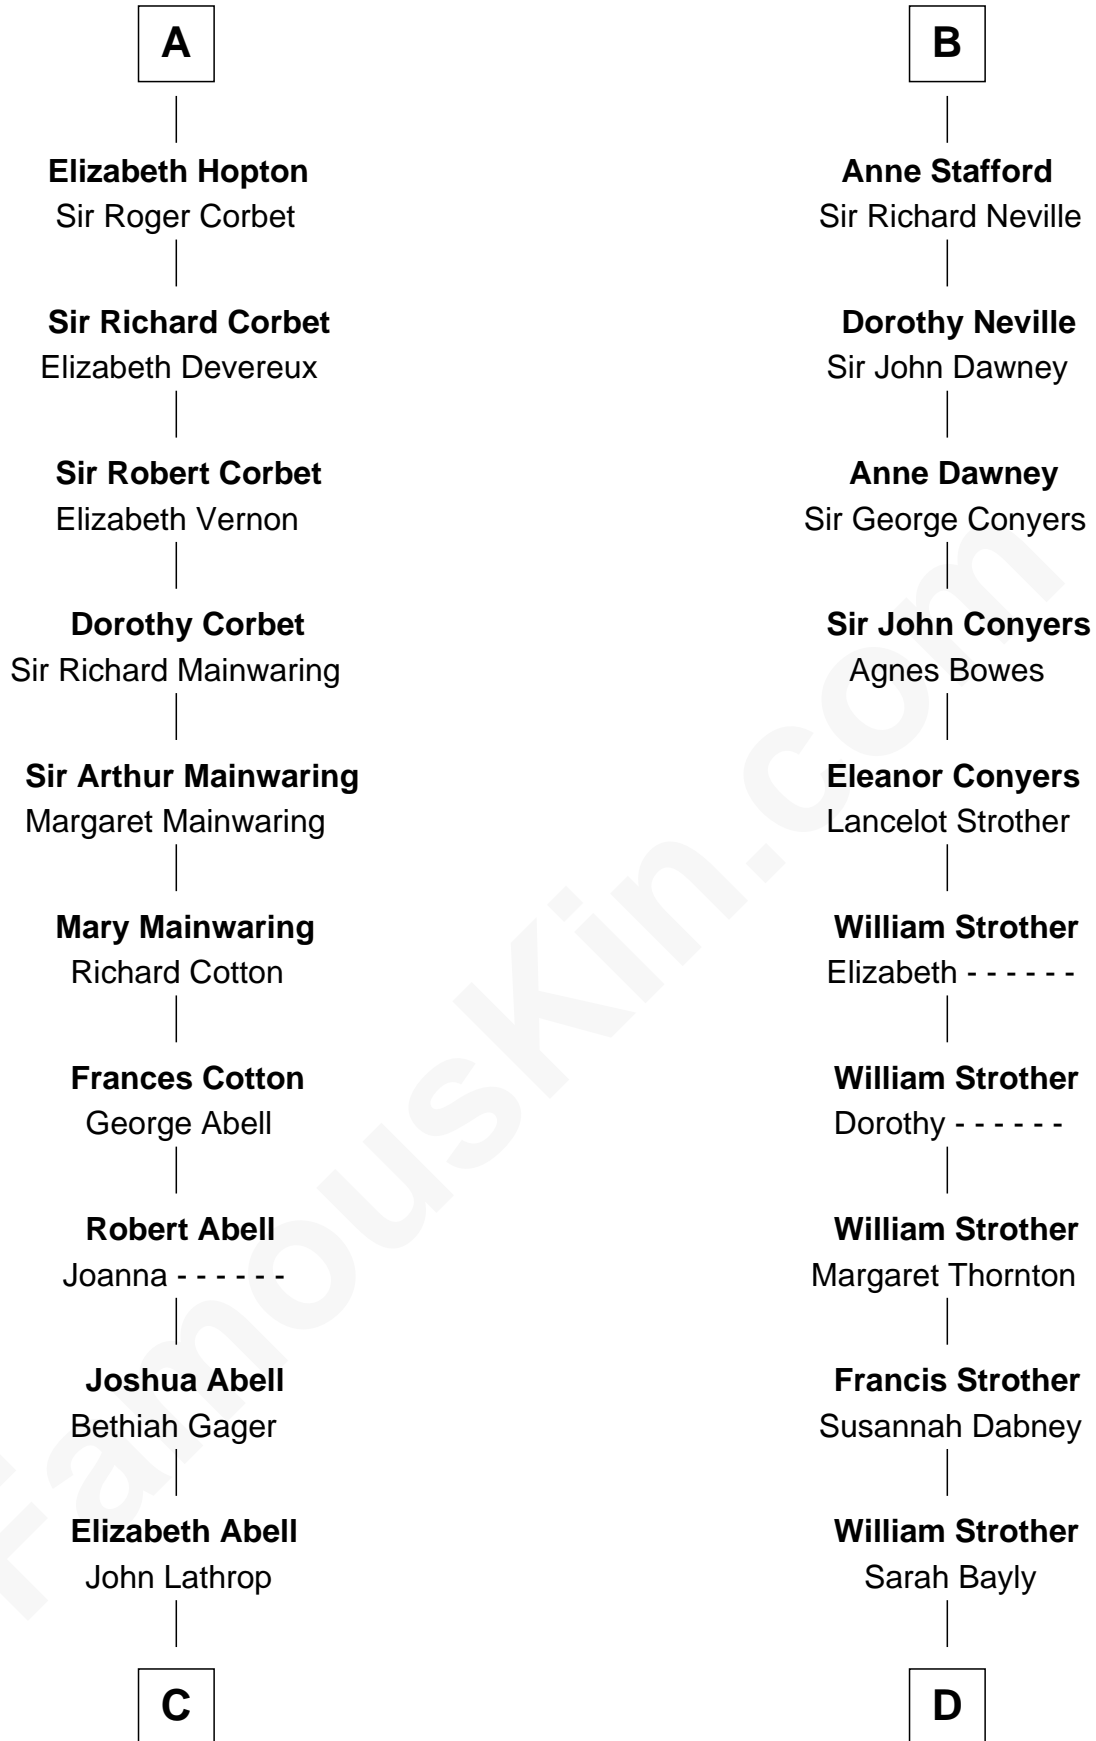 A
Elizabeth Hopton
Sir Roger Corbet
Sir Richard Corbet
Elizabeth Devereux
Sir Robert Corbet
Elizabeth Vernon
Dorothy Corbet
Sir Richard Mainwaring
Sir Arthur Mainwaring
Margaret Mainwaring
Mary Mainwaring
Richard Cotton
Frances Cotton
George Abell
Robert Abell
Joanna - - - - - -
Joshua Abell
Bethiah Gager
Elizabeth Abell
John Lathrop
C
B
Anne Stafford
Sir Richard Neville
Dorothy Neville
Sir John Dawney
Anne Dawney
Sir George Conyers
Sir John Conyers
Agnes Bowes
Eleanor Conyers
Lancelot Strother
William Strother
Elizabeth - - - - - -
William Strother
Dorothy - - - - - -
William Strother
Margaret Thornton
Francis Strother
Susannah Dabney
William Strother
Sarah Bayly
D
FamousKin.com